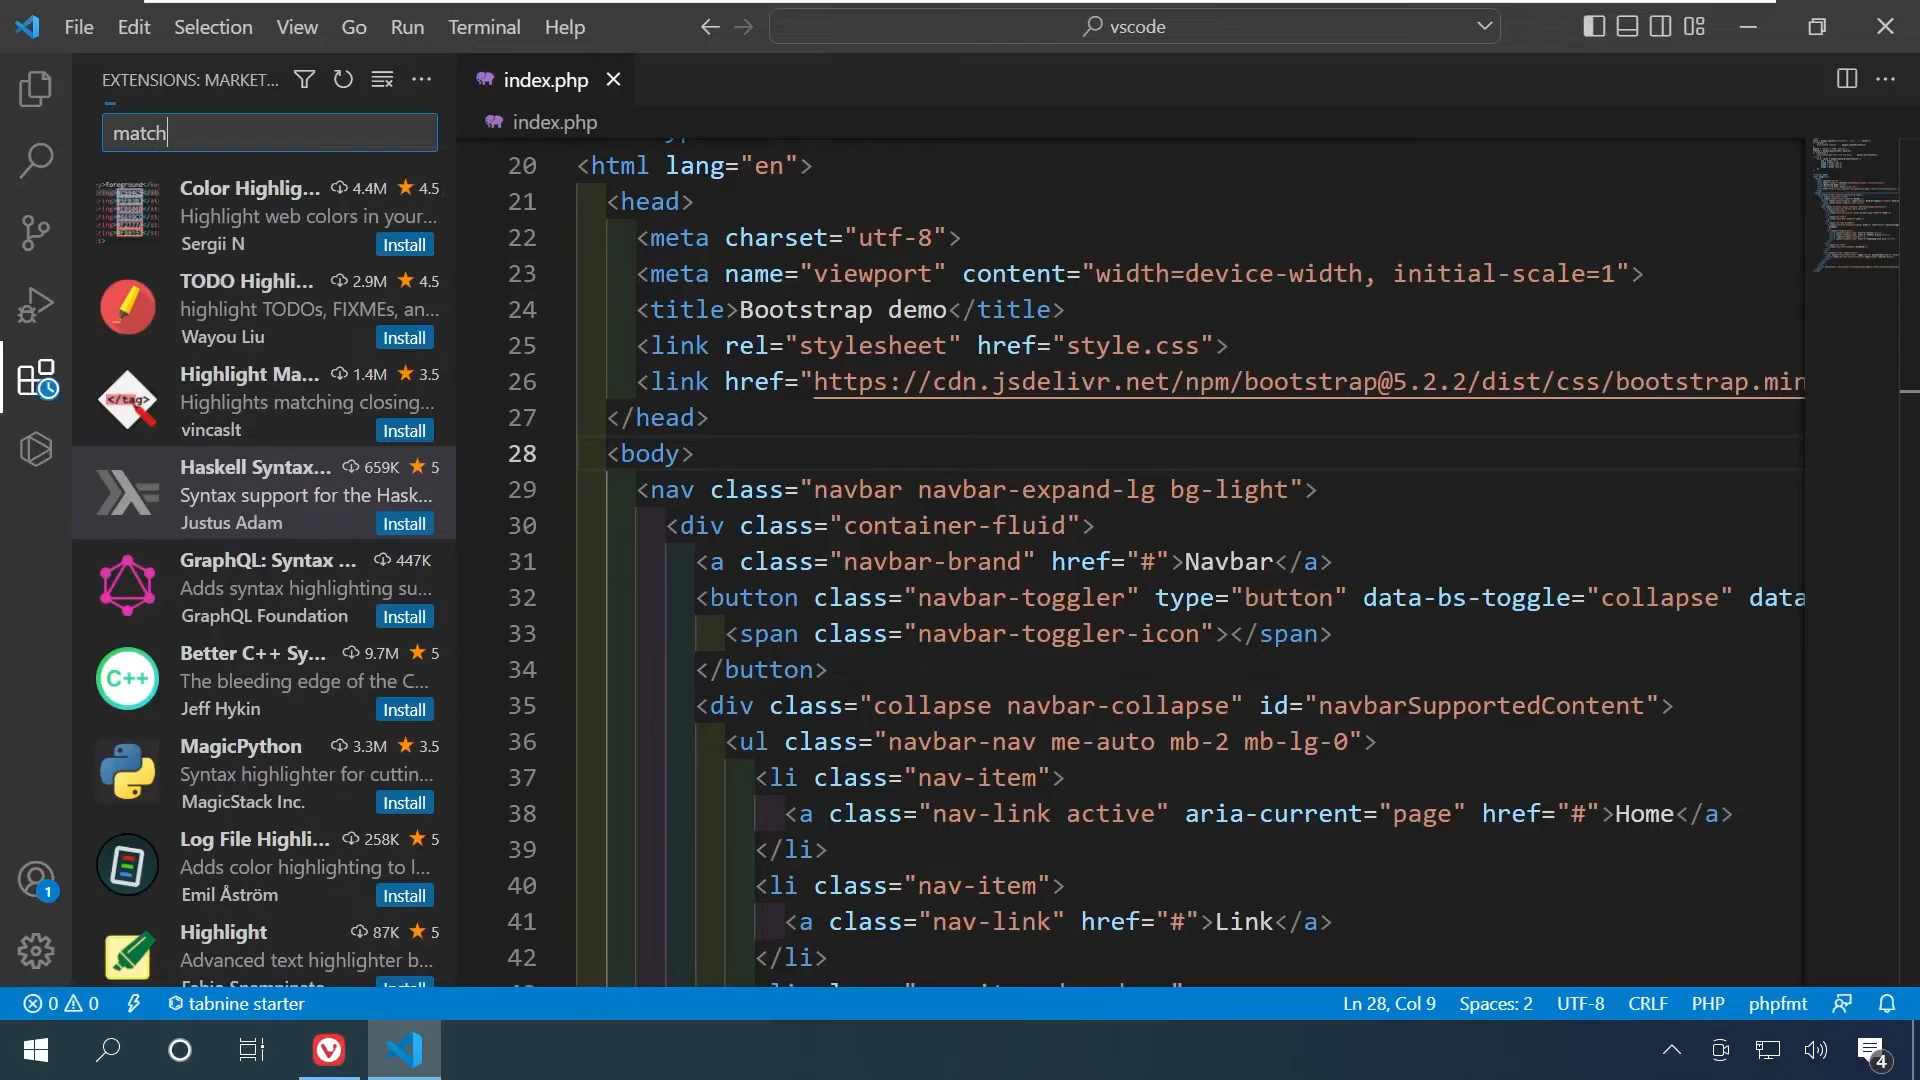 File Edit Selection View Go Run Terminal Help
vscode
EXTENSIONS: MARKET...
match
Color Highlig... 4.4M 4.5
Highlight web colors in your...
Sergii N Install
TODO Highli... 2.9M 4.5
highlight TODOs, FIXMEs, an...
Wayou Liu Install
</tag>
Highlight Ma... 1.4M 3.5
Highlights matching closing...
vincaslt Install
Haskell Syntax... 659K 5
Syntax support for the Hask...
Justus Adam Install
GraphQL: Syntax ... 447K
Adds syntax highlighting su...
GraphQL Foundation Install
C++
Better C++ Sy... 9.7M 5
The bleeding edge of the C...
Jeff Hykin Install
MagicPython 3.3M 3.5
Syntax highlighter for cuttin...
MagicStack Inc. Install
Log File Highli... 258K 5
Adds color highlighting to l...
Emil Åström Install
Highlight 87K 5
Advanced text highlighter b...
index.php
index.php
20 <html lang="en">
21 <head>
22 <meta charset="utf-8">
23 <meta name="viewport" content="width=device-width, initial-scale=1">
24 <title>Bootstrap demo</title>
25 <link rel="stylesheet" href="style.css">
26 <link href="https://cdn.jsdelivr.net/npm/bootstrap@5.2.2/dist/css/bootstrap.min
27 </head>
28 <body>
29 <nav class="navbar navbar-expand-lg bg-light">
30 <div class="container-fluid">
31 <a class="navbar-brand" href="#">Navbar</a>
32 <button class="navbar-toggler" type="button" data-bs-toggle="collapse" data
33 <span class="navbar-toggler-icon"></span>
34 </button>
35 <div class="collapse navbar-collapse" id="navbarSupportedContent">
36 <ul class="navbar-nav me-auto mb-2 mb-lg-0">
37 <li class="nav-item">
38 <a class="nav-link active" aria-current="page" href="#">Home</a>
39 </li>
40 <li class="nav-item">
41 <a class="nav-link" href="#">Link</a>
42 </li>
1
0 0 tabnine starter
Ln 28, Col 9 Spaces: 2 UTF-8 CRLF PHP phpfmt
4